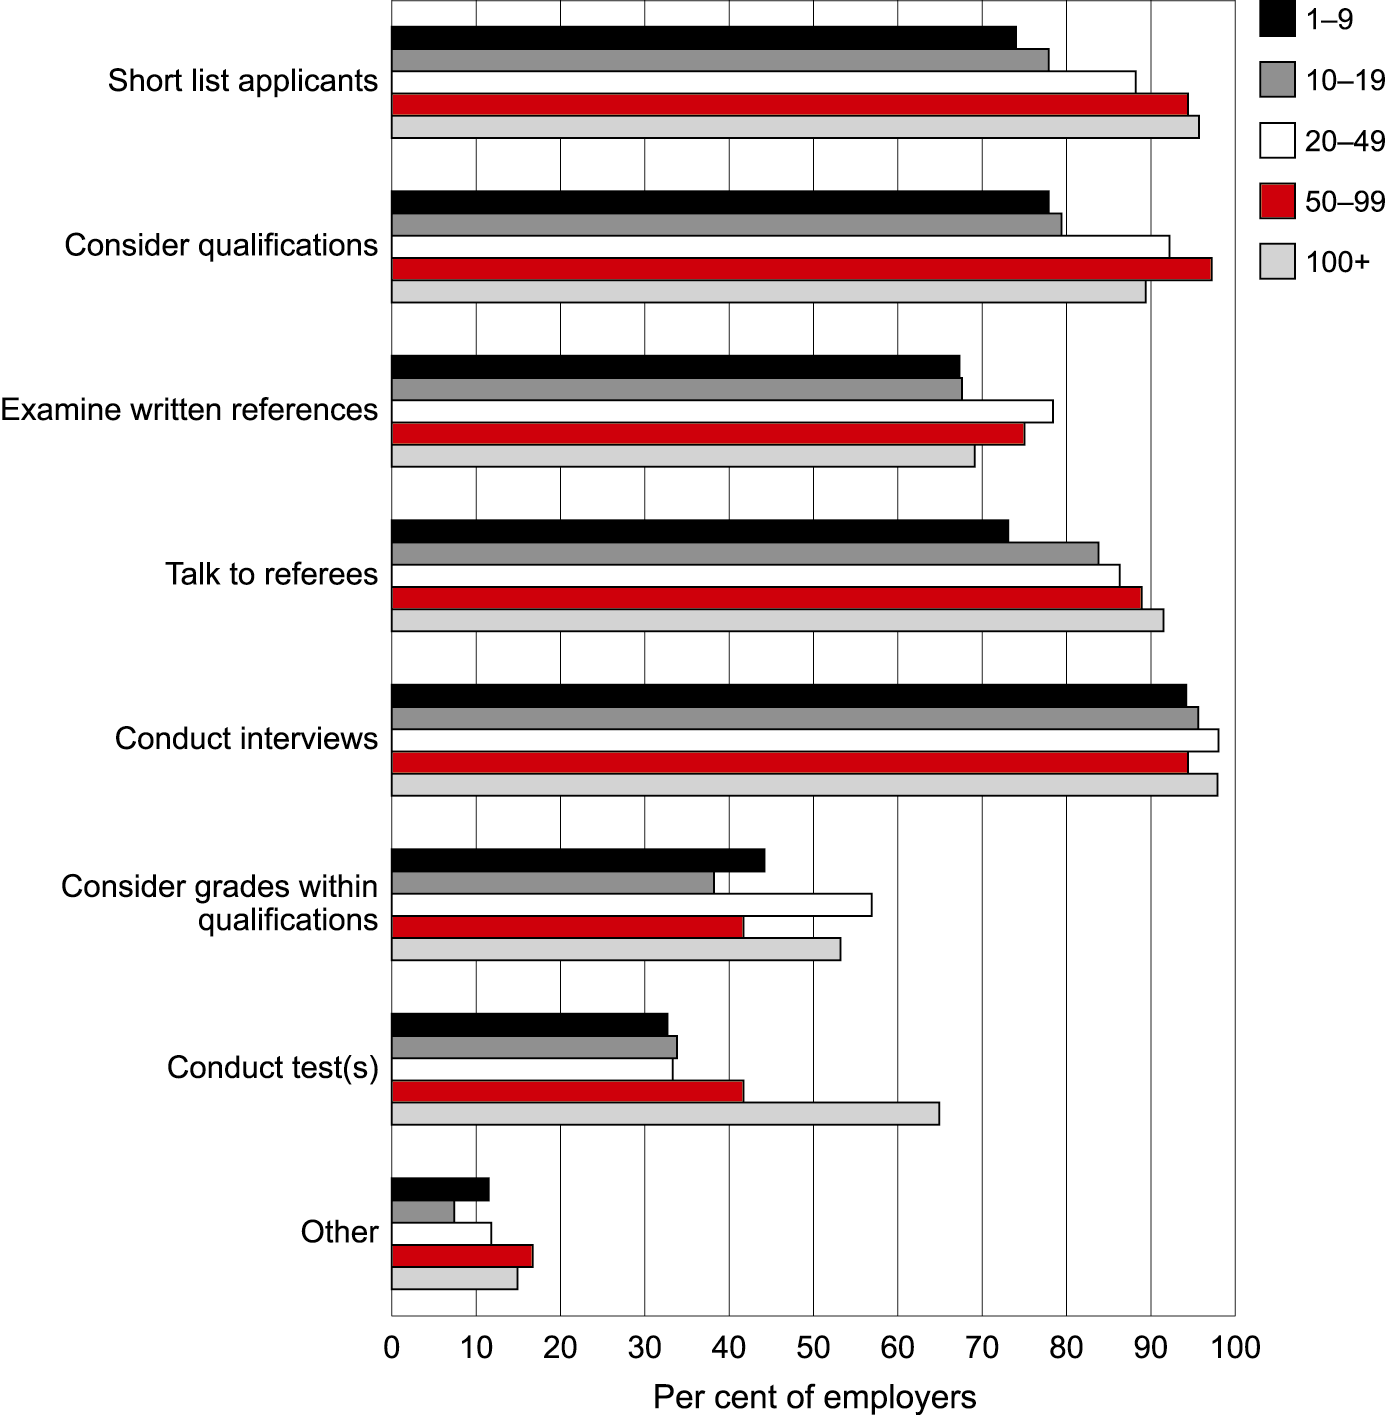 1–9
10–19
20–49
50–99
100+
Short list applicants
Consider qualifications
Examine written references
Talk to referees
Conduct interviews
Consider grades within
qualifications
Conduct test(s)
Other
0 10 20 30 40 50 60 70 80 90 100
Per cent of employers